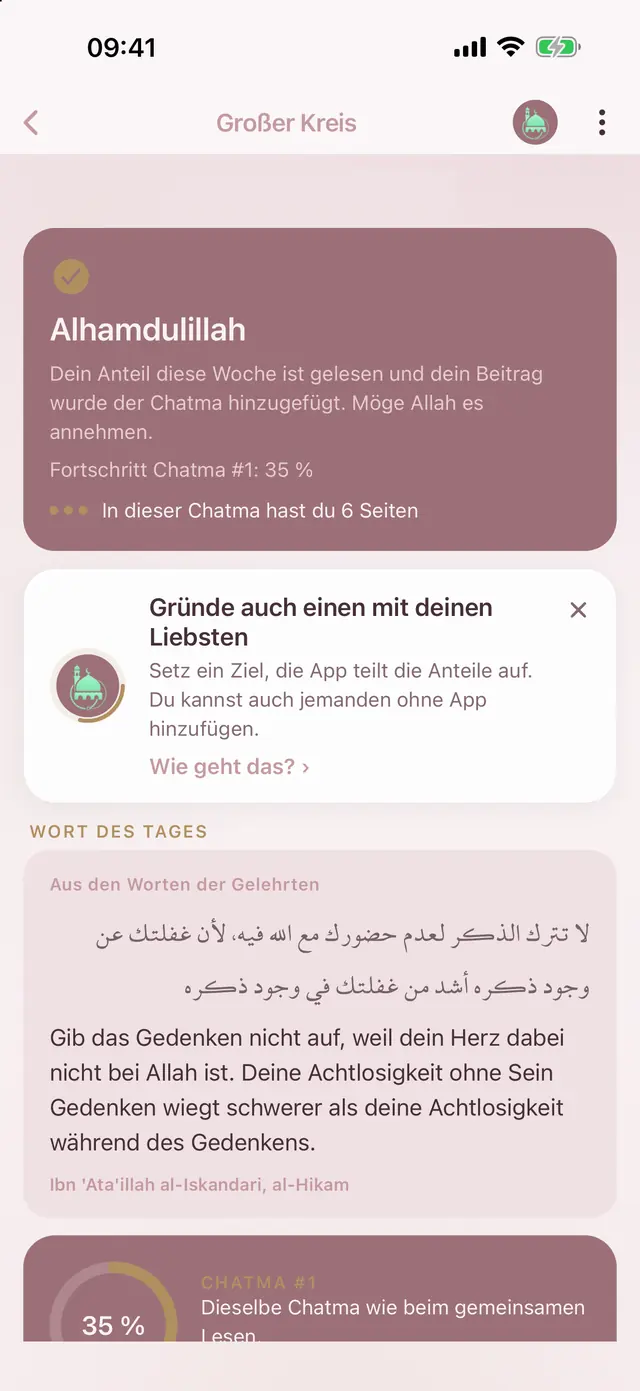 09:41
Großer Kreis
Alhamdulillah
Dein Anteil diese Woche ist gelesen und dein Beitrag
wurde der Chatma hinzugefügt. Möge Allah es
annehmen.
Fortschritt Chatma #1: 35 %
In dieser Chatma hast du 6 Seiten
Gründe auch einen mit deinen
Liebsten
Setz ein Ziel, die App teilt die Anteile auf.
Du kannst auch jemanden ohne App
hinzufügen.
Wie geht das? ›
WORT DES TAGES
Aus den Worten der Gelehrten
لا تترك الذكر لعدم حضورك مع الله فيه، لأن غفلتك عن
وجود ذكره أشد من غفلتك في وجود ذكره
Gib das Gedenken nicht auf, weil dein Herz dabei
nicht bei Allah ist. Deine Achtlosigkeit ohne Sein
Gedenken wiegt schwerer als deine Achtlosigkeit
während des Gedenkens.
Ibn 'Ata'illah al-Iskandari, al-Hikam
CHATMA #1
Dieselbe Chatma wie beim gemeinsamen
Lesen
35 %